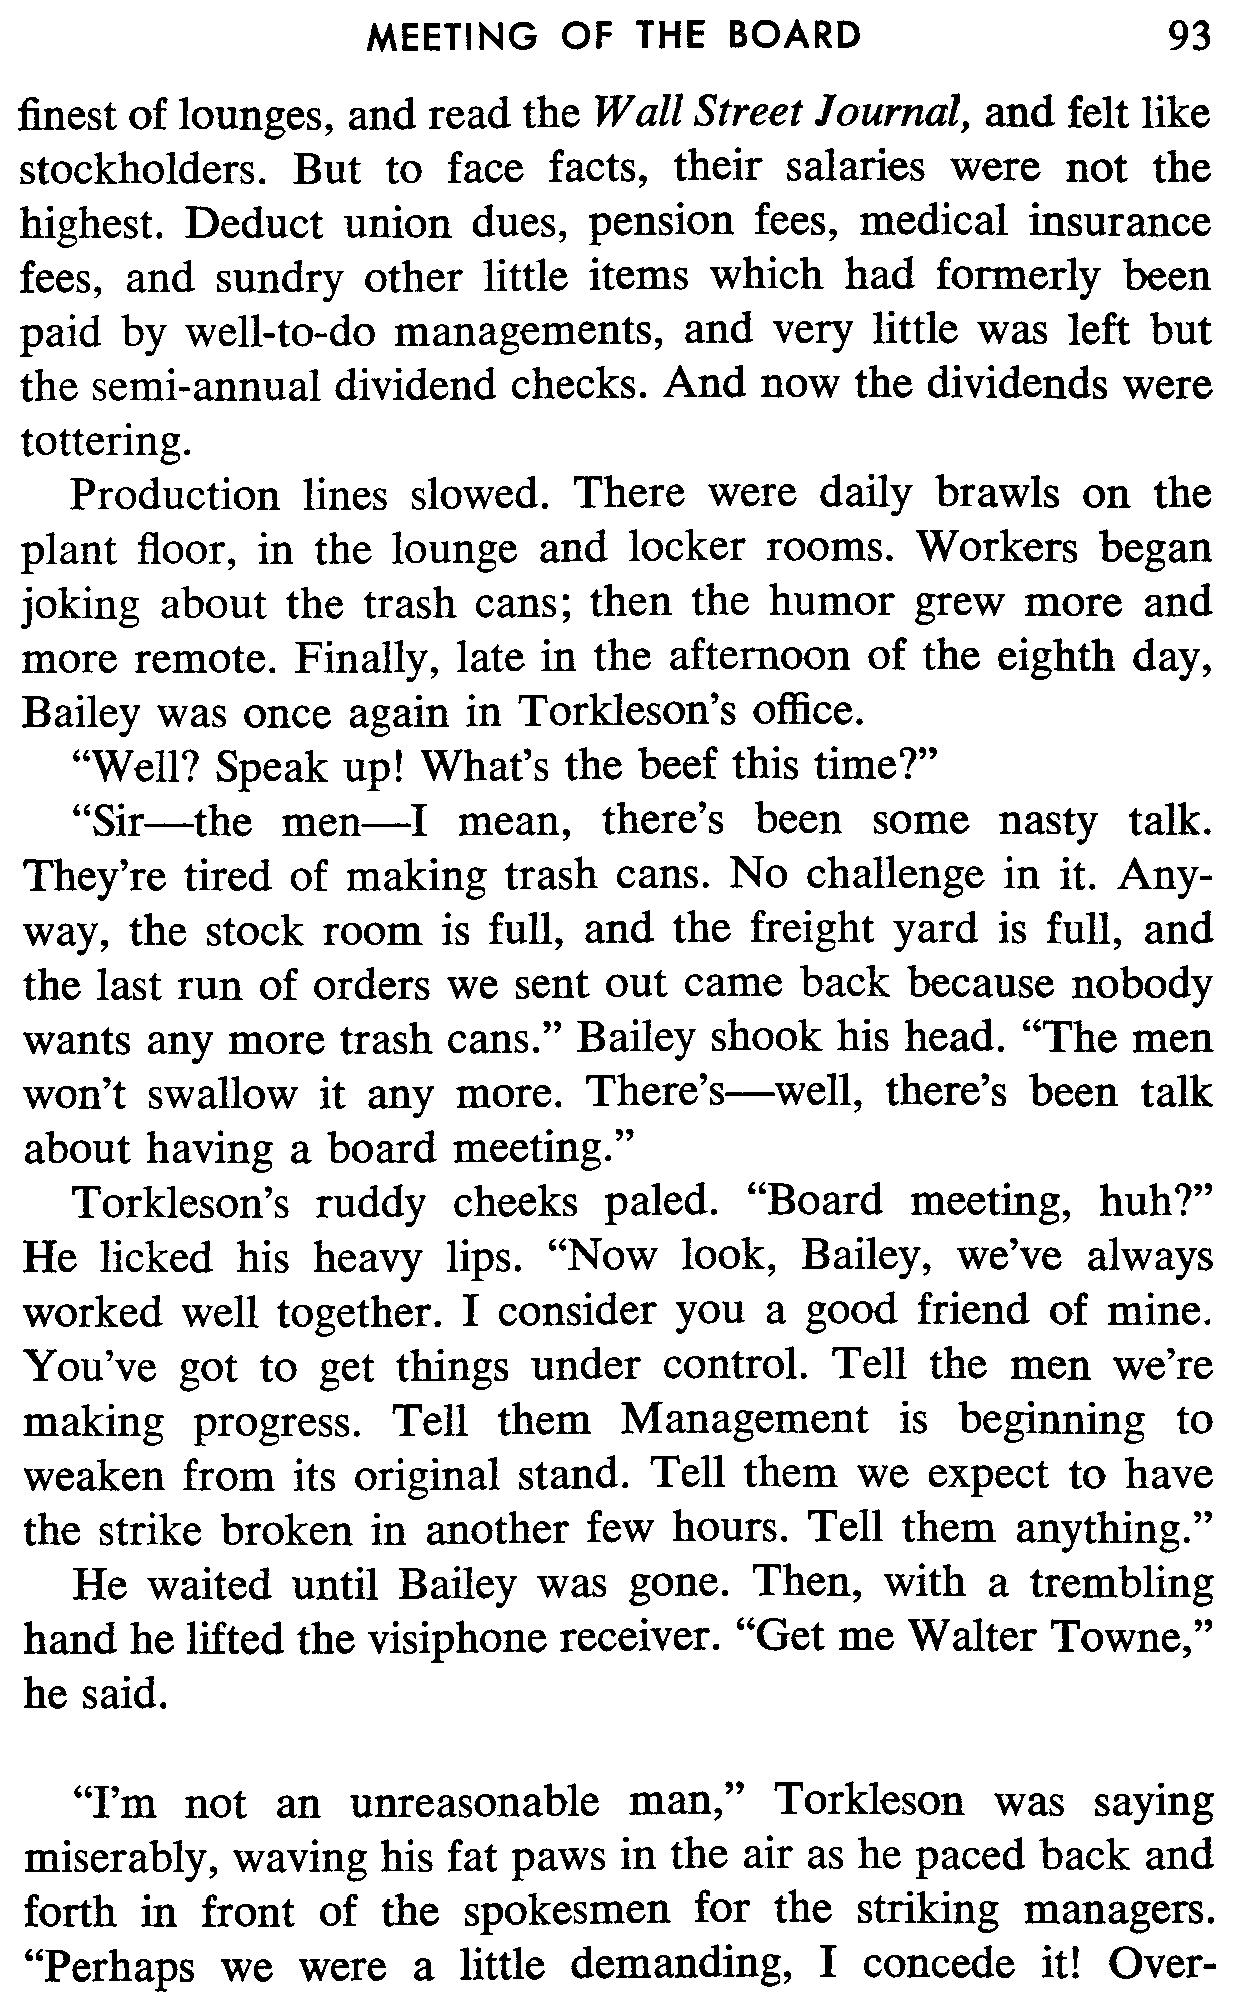 MEETING OF THE BOARD 93
finest of lounges, and read the Wall Street Journal, and felt like
stockholders. But to face facts, their salaries were not the
highest. Deduct union dues, pension fees, medical insurance
fees, and sundry other little items which had formerly been
paid by well-to-do managements, and very little was left but
the semi-annual dividend checks. And now the dividends were
tottering.
Production lines slowed. There were daily brawls on the
plant floor, in the lounge and locker rooms. Workers began
joking about the trash cans; then the humor grew more and
more remote. Finally, late in the afternoon of the eighth day,
Bailey was once again in Torkleson's office.
“Well? Speak up! What's the beef this time?”
“Sir—the men—I mean, there's been some nasty talk.
They're tired of making trash cans. No challenge in it. Any-
way, the stock room is full, and the freight yard is full, and
the last run of orders we sent out came back because nobody
wants any more trash cans.” Bailey shook his head. “The men
won't swallow it any more. There's—well, there's been talk
about having a board meeting.”
Torkleson's ruddy cheeks paled. “Board meeting, huh?”
He licked his heavy lips. “Now look, Bailey, we've always
worked well together. I consider you a good friend of mine.
You've got to get things under control. Tell the men we're
making progress. Tell them Management is beginning to
weaken from its original stand. Tell them we expect to have
the strike broken in another few hours. Tell them anything.”
He waited until Bailey was gone. Then, with a trembling
hand he lifted the visiphone receiver. “Get me Walter Towne,”
he said.
“I'm not an unreasonable man,” Torkleson was saying
miserably, waving his fat paws in the air as he paced back and
forth in front of the spokesmen for the striking managers.
“Perhaps we were a little demanding, I concede it! Over-